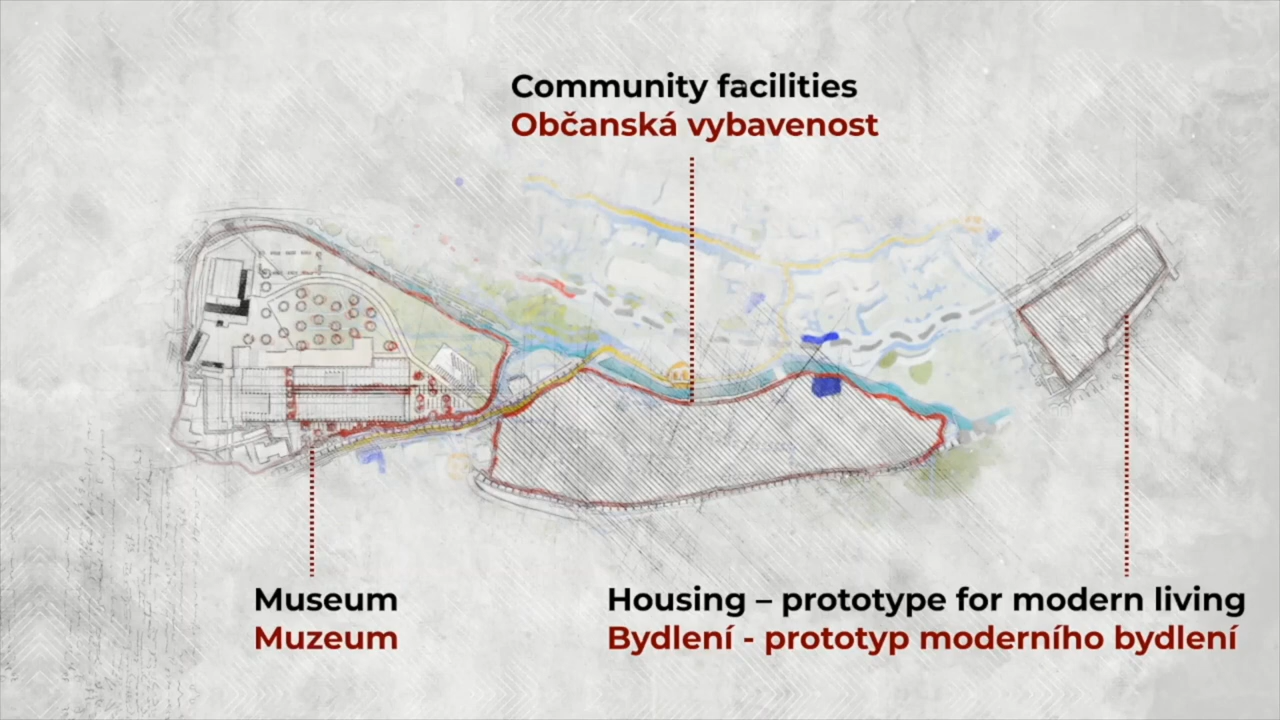 Community facilities
Občanská vybavenost
Museum
Muzeum
Housing – prototype for modern living
Bydlení - prototyp moderního bydlení